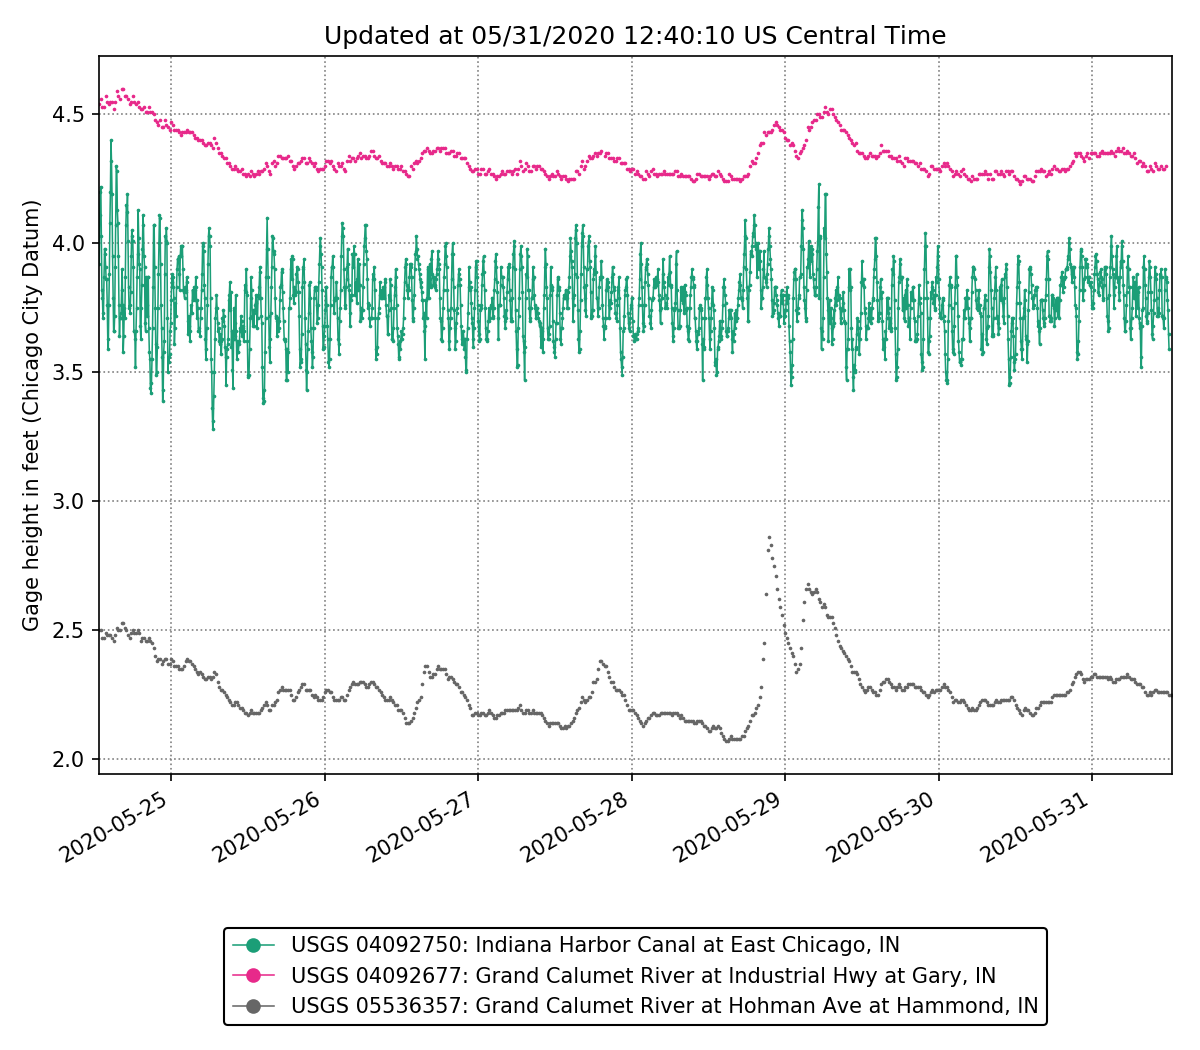 Updated at 05/31/2020 12:40:10 US Central Time
Gage height in feet (Chicago City Datum)
4.5
4.0
3.5
3.0
2.5
2.0
2020-05-25
2020-05-26
2020-05-27
2020-05-28
2020-05-29
2020-05-30
2020-05-31
USGS 04092750: Indiana Harbor Canal at East Chicago, IN
USGS 04092677: Grand Calumet River at Industrial Hwy at Gary, IN
USGS 05536357: Grand Calumet River at Hohman Ave at Hammond, IN